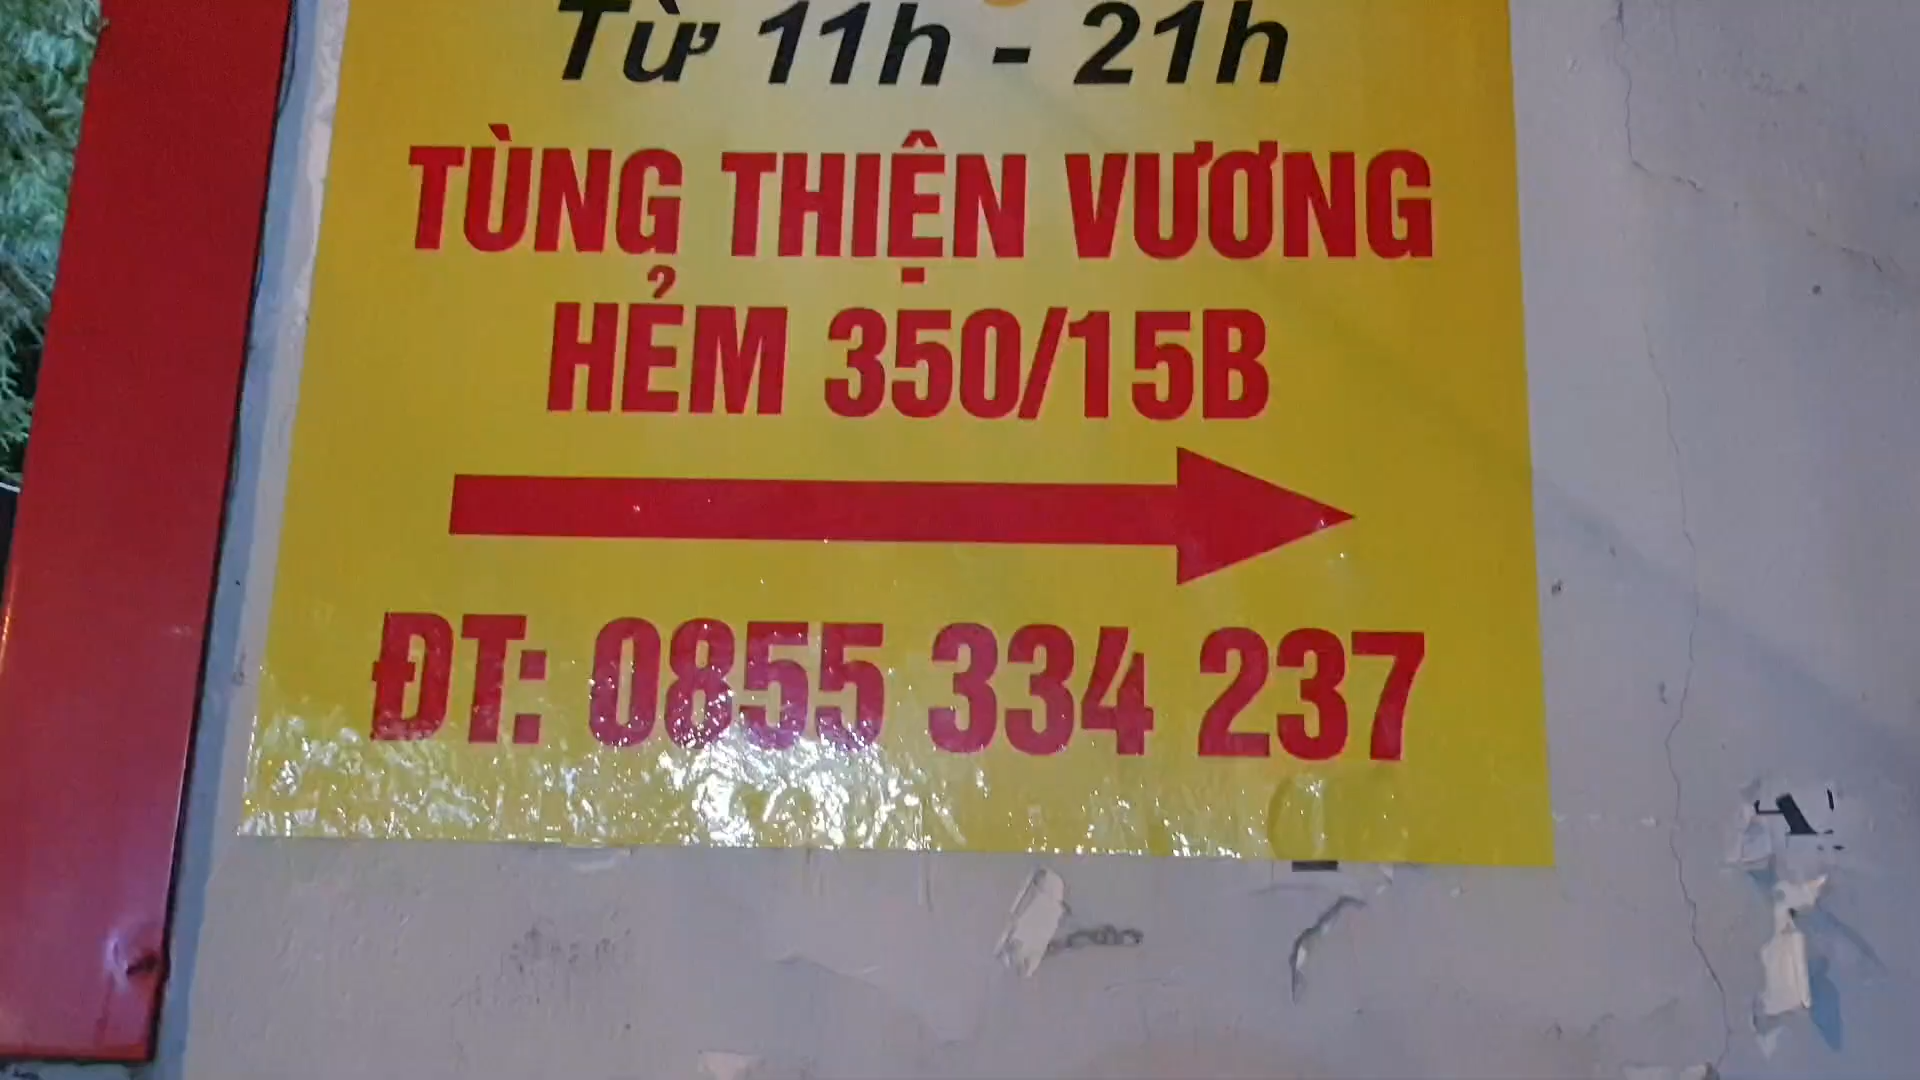 Từ 11h - 21h
TÙNG THIỆN VƯƠNG
HẺM 350/15B
ĐT: 0855 334 237